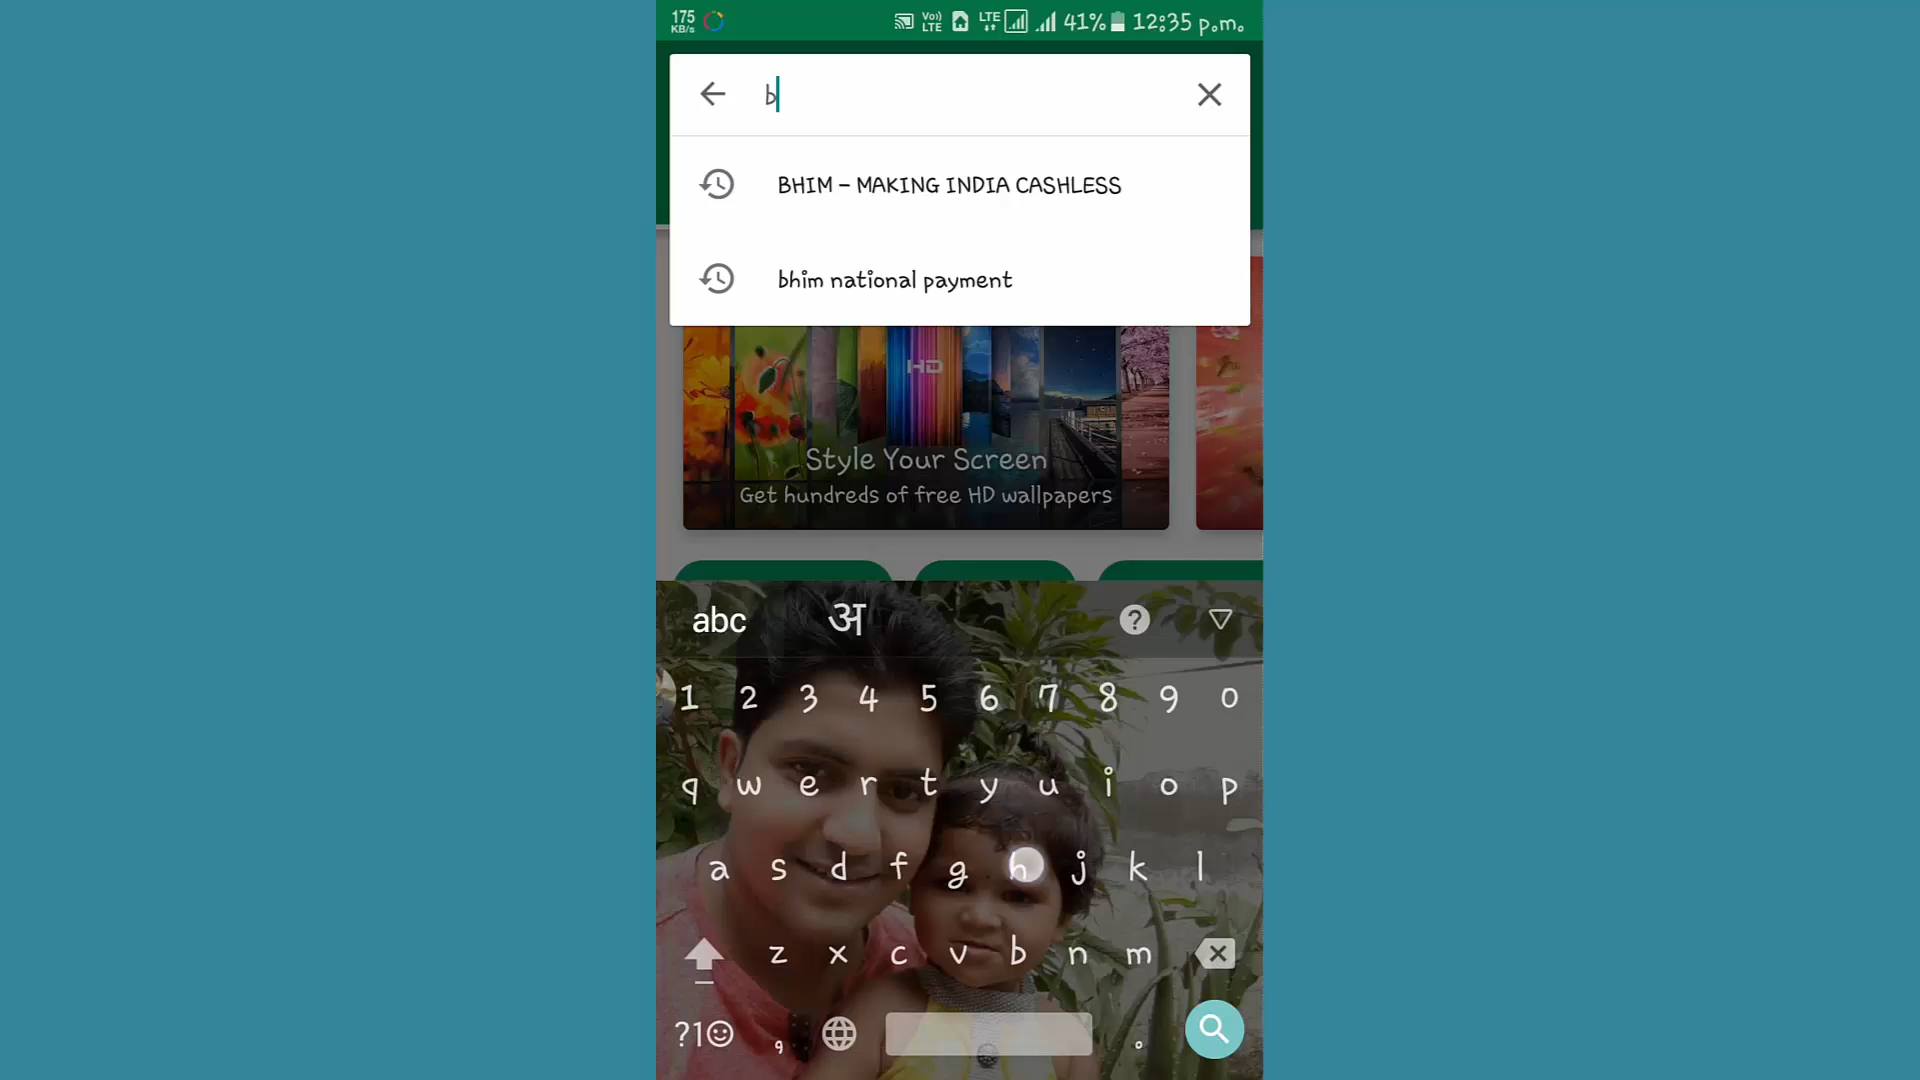 175
KB/s
Vo))
LTE
LTE
41%
12:35 p.m.
b
BHIM – MAKING INDIA CASHLESS
bhim national payment
HD
Style Your Screen
Get hundreds of free HD wallpapers
abc अ ?
1 2 3 4 5 6 7 8 9 0
q w e r t y u i o p
a s d f g h j k l
z x c v b n m
?1☺ , .